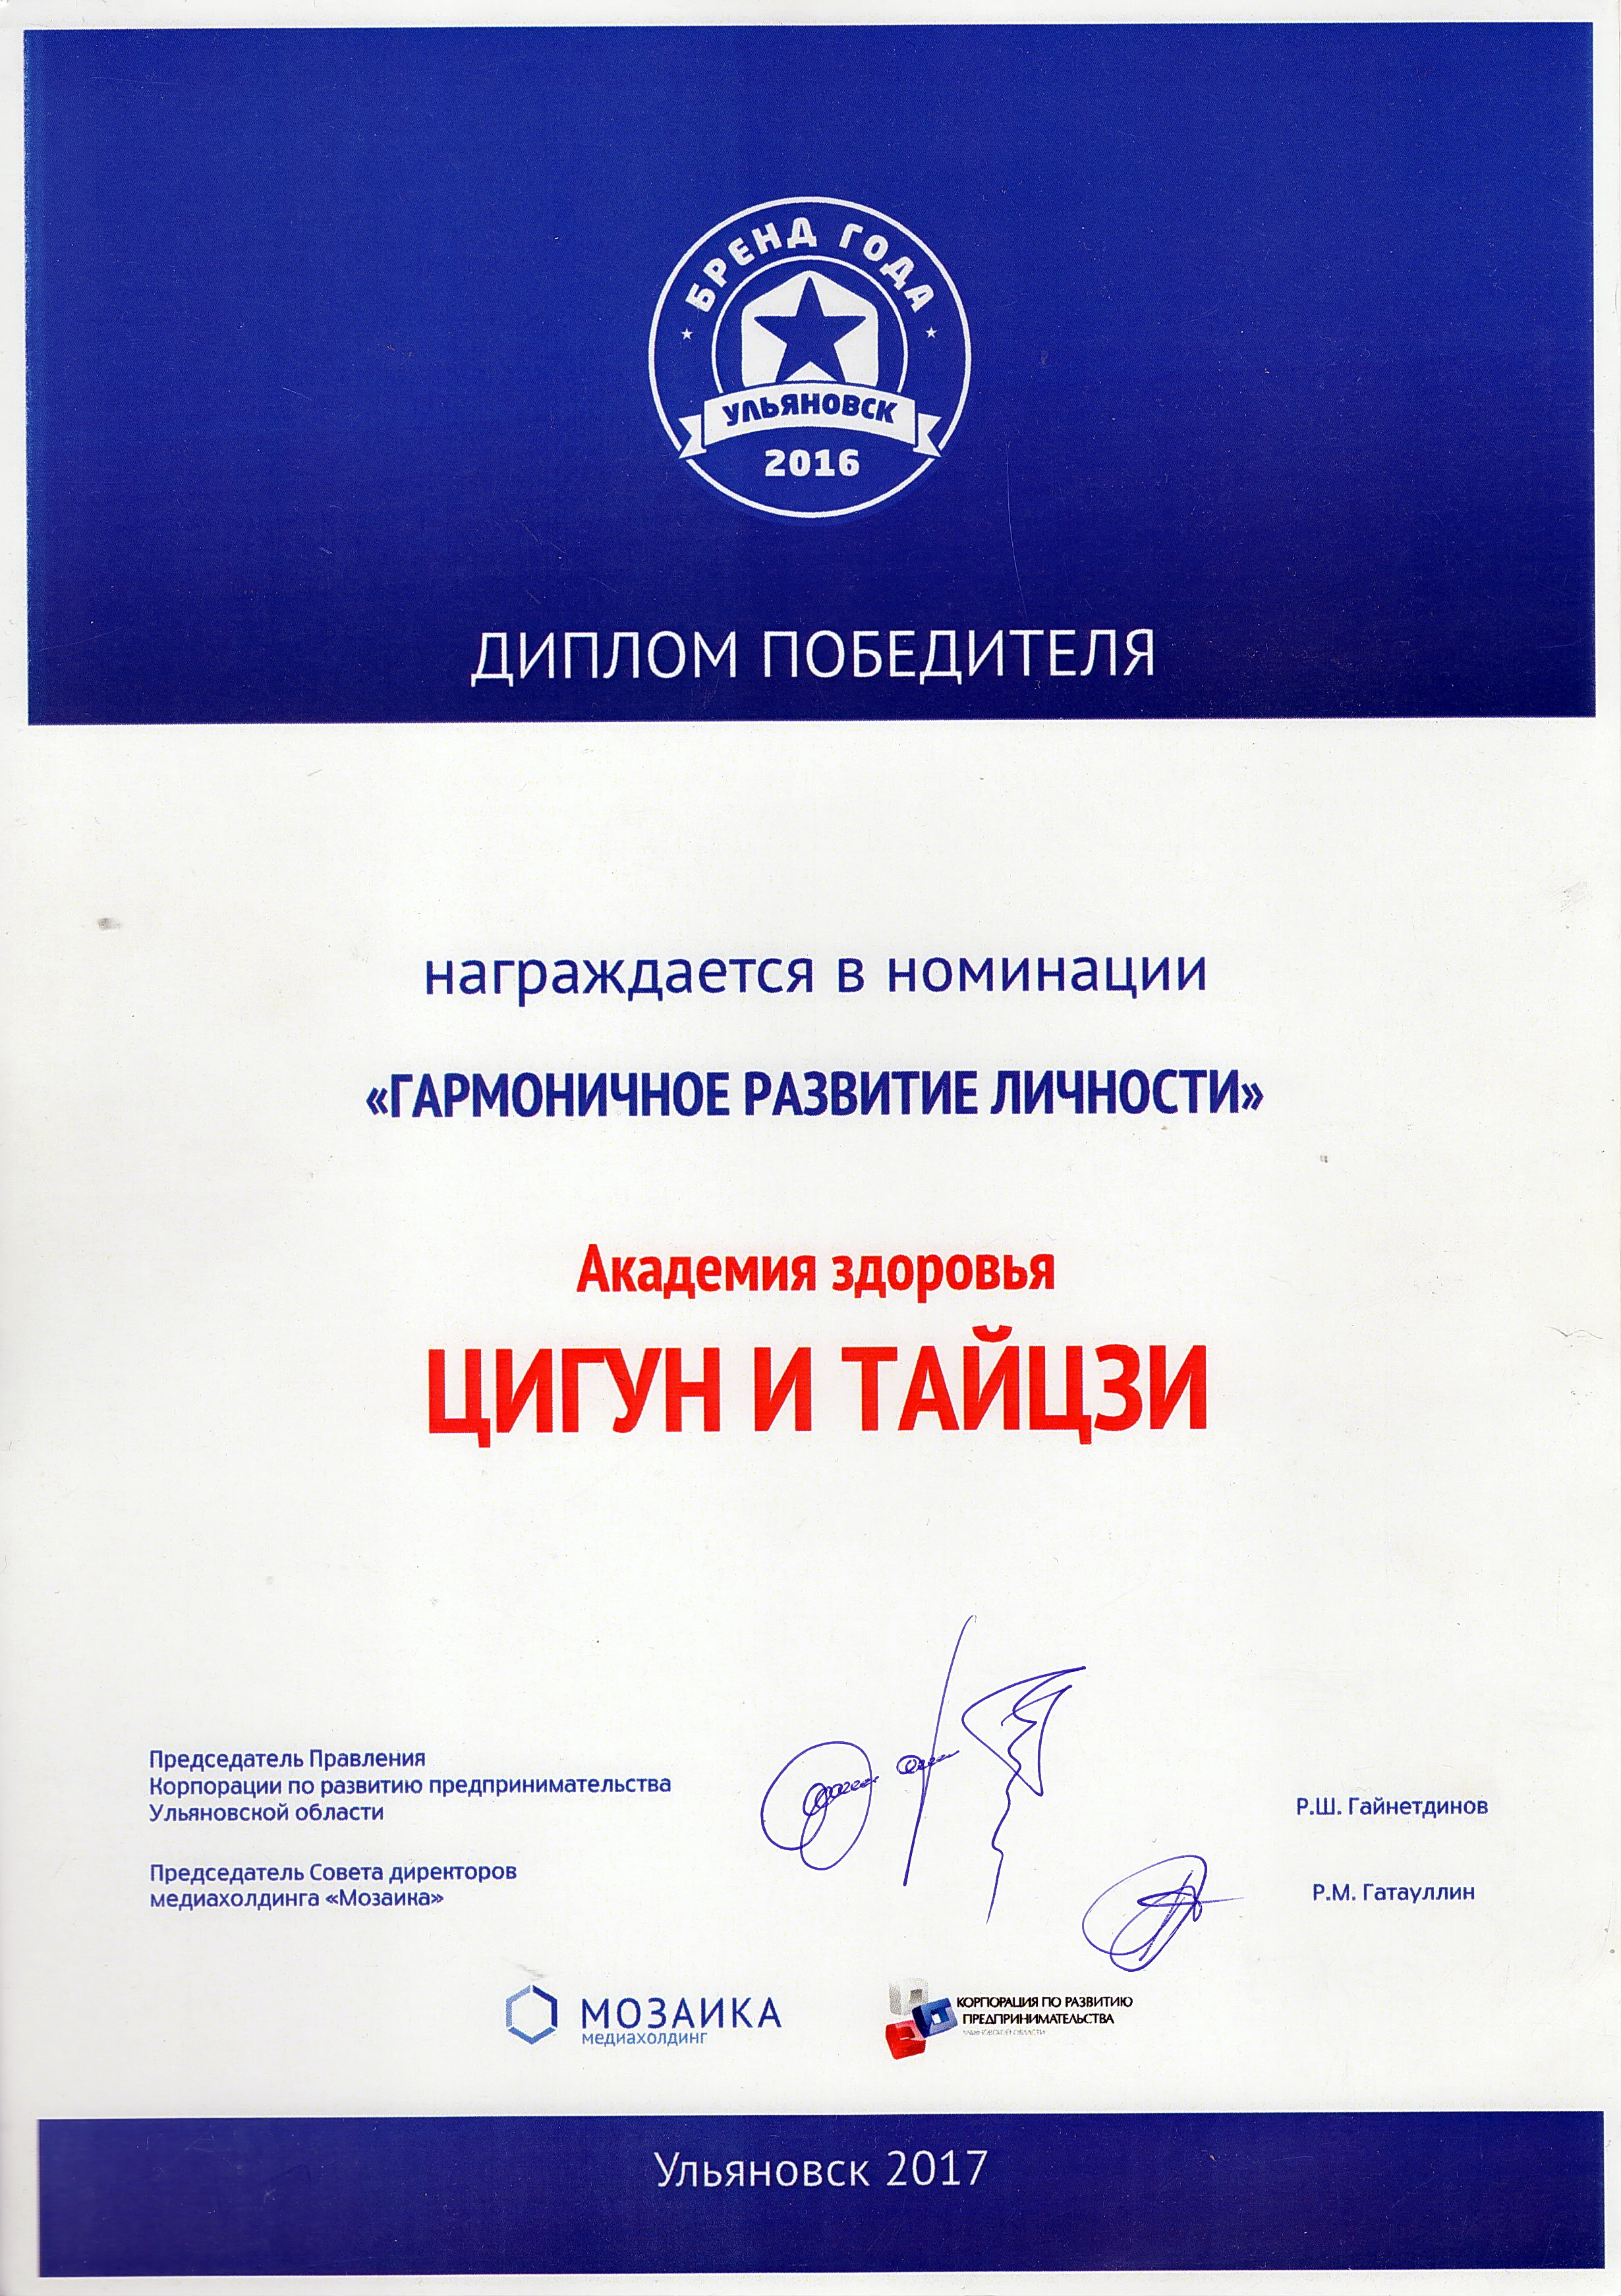 БРЕНД ГОДА
УЛЬЯНОВСК
2016
ДИПЛОМ ПОБЕДИТЕЛЯ
награждается в номинации
«ГАРМОНИЧНОЕ РАЗВИТИЕ ЛИЧНОСТИ»
Академия здоровья
ЦИГУН И ТАЙЦЗИ
Председатель Правления
Корпорации по развитию предпринимательства
Ульяновской области
Р.Ш. Гайнетдинов
Председатель Совета директоров
медиахолдинга «Мозаика»
Р.М. Гатауллин
МОЗАИКА
медиахолдинг
КОРПОРАЦИЯ ПО РАЗВИТИЮ
ПРЕДПРИНИМАТЕЛЬСТВА
Ульяновск 2017